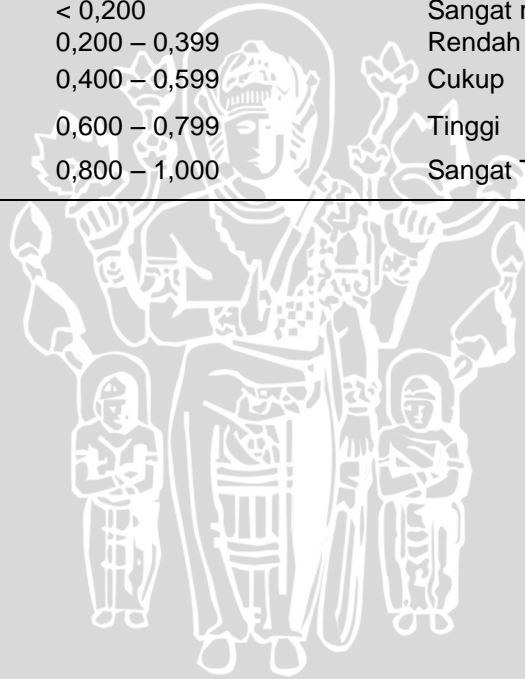 < 0,200 Sangat
0,200 – 0,399 Rendah
0,400 – 0,599 Cukup
0,600 – 0,799 Tinggi
0,800 – 1,000 Sangat